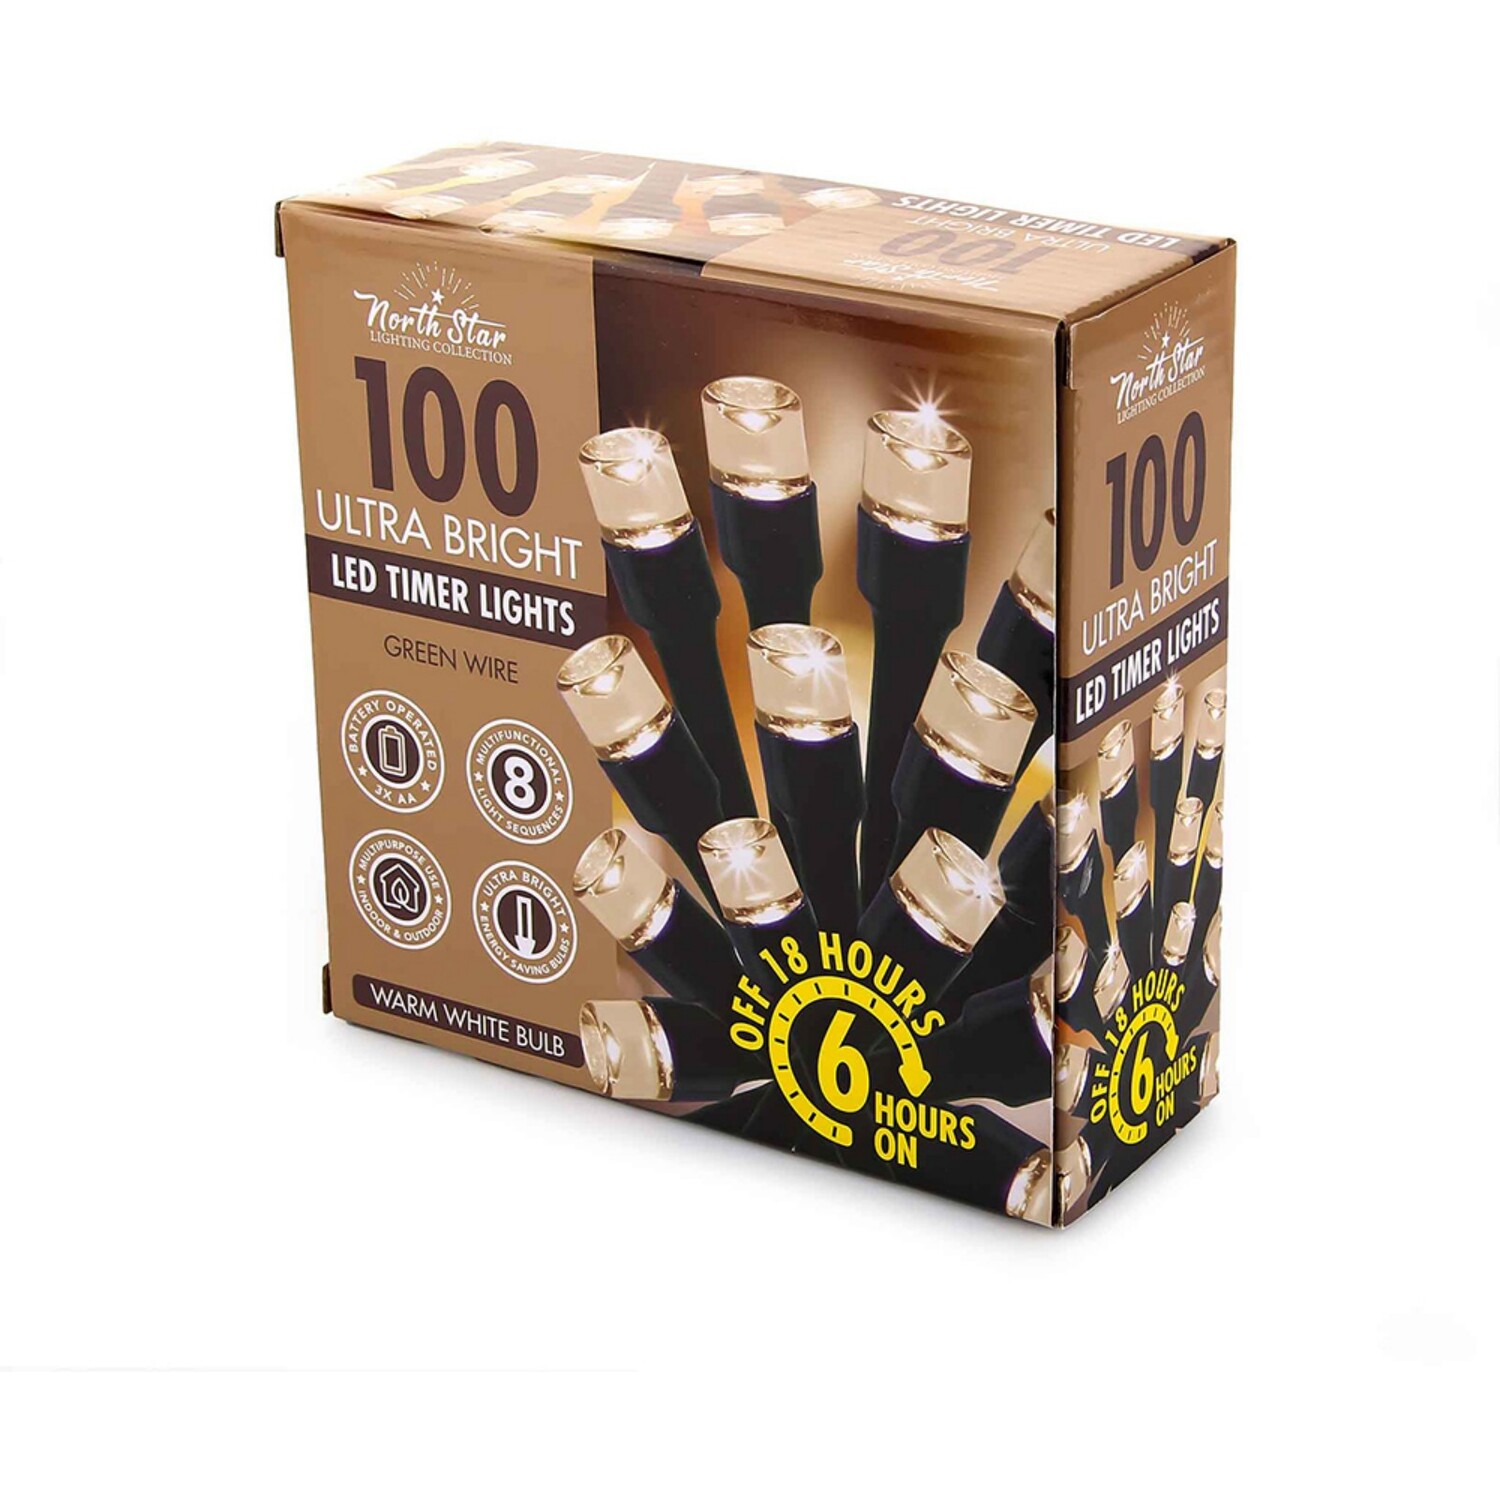 LED TIMER LIGHTS
ULTRA BRIGHT
100
North Star
North Star
LIGHTING COLLECTION
100
ULTRA BRIGHT
LED TIMER LIGHTS
GREEN WIRE
BATTERY OPERATED
3X AA
MULTIFUNCTIONAL
8
LIGHT SEQUENCES
MULTIPURPOSE USE
INDOOR & OUTDOOR
ULTRA BRIGHT
ENERGY SAVING BULBS
WARM WHITE BULB
OFF 18 HOURS
6
HOURS
ON
North Star
LIGHTING COLLECTION
100
ULTRA BRIGHT
LED TIMER LIGHTS
OFF 18 HOURS
6
HOURS
ON